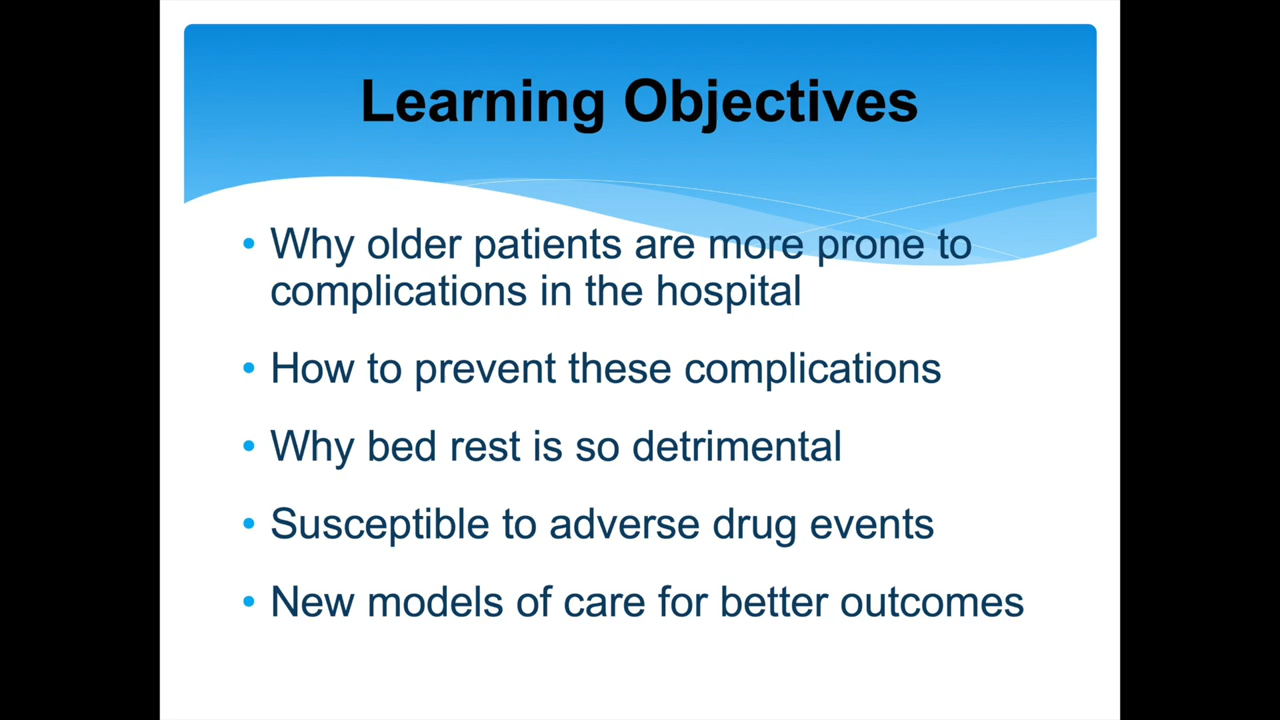 Learning Objectives
• Why older patients are more prone to
complications in the hospital
• How to prevent these complications
• Why bed rest is so detrimental
• Susceptible to adverse drug events
• New models of care for better outcomes